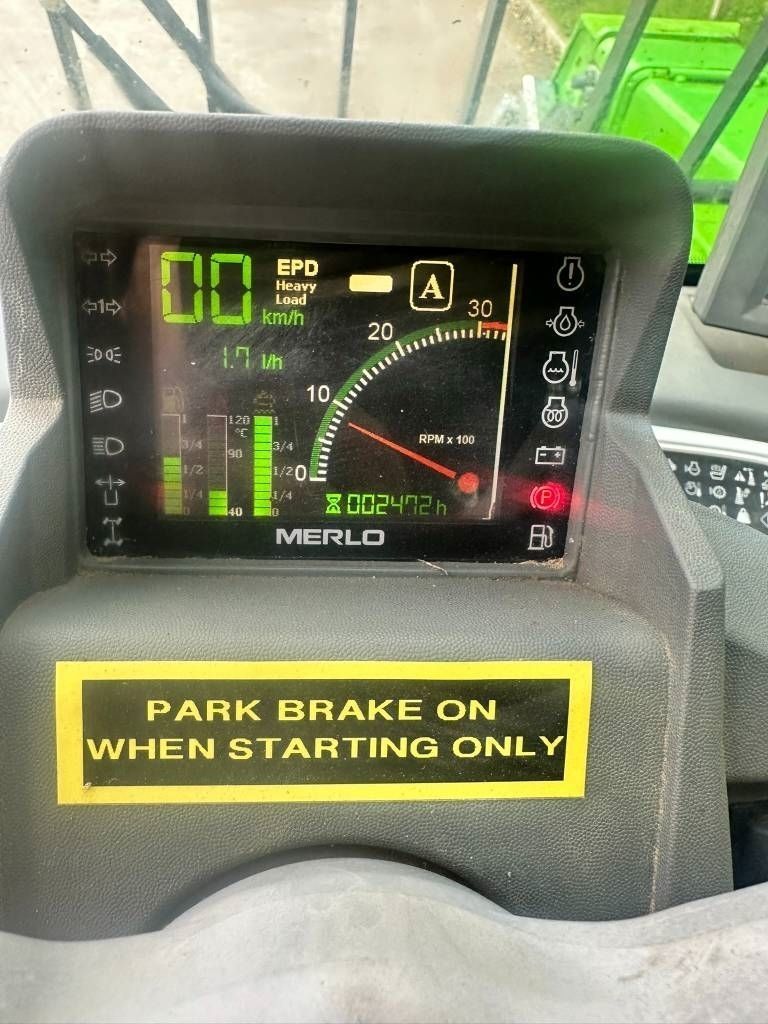 00
km/h
EPD
Heavy
Load
A
1.7 l/h
30
20
10
0
RPM x 100
1
3/4
1/2
1/4
0
120
°C
90
40
1
3/4
1/2
1/4
0
002472 h
1
P
MERLO
PARK BRAKE ON
WHEN STARTING ONLY